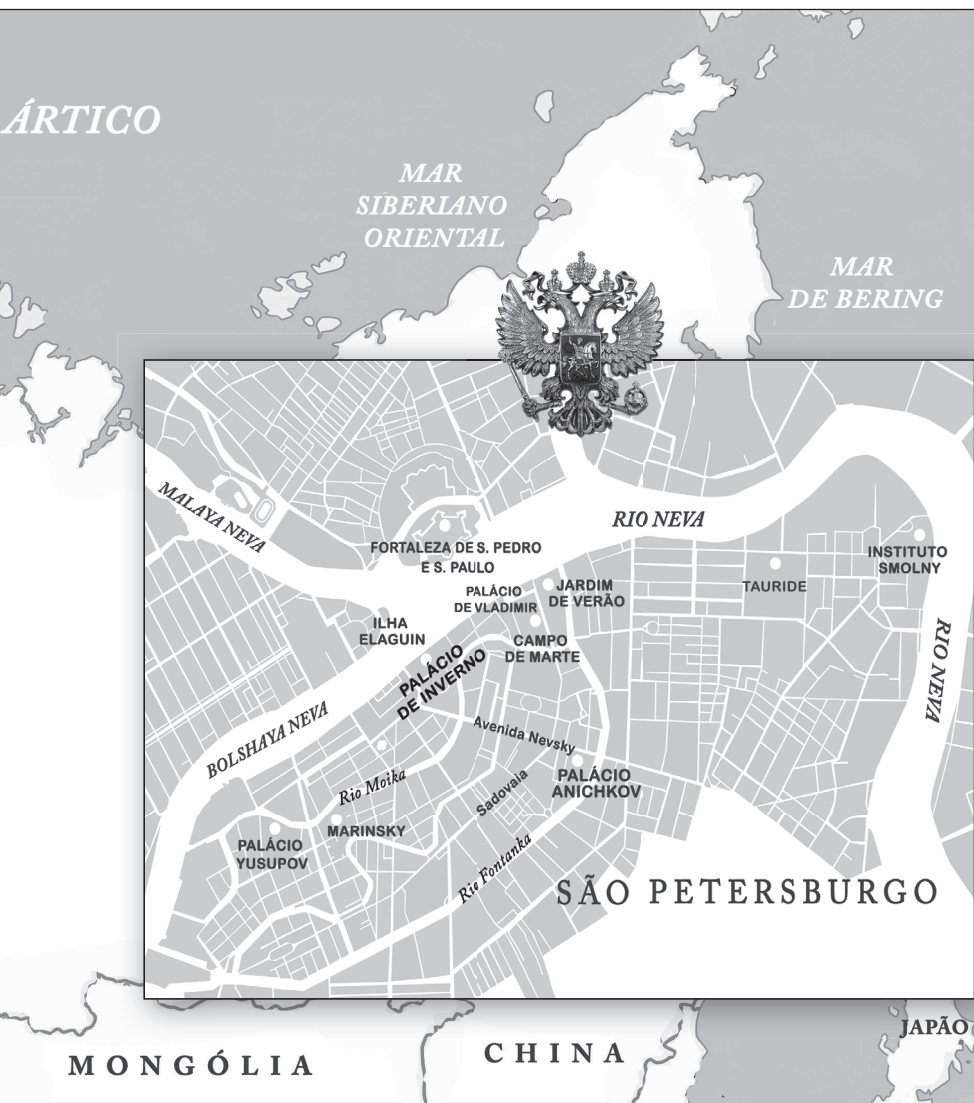 ÁRTICO
MAR
SIBERIANO
ORIENTAL
MAR
DE BERING
MALAYA NEVA
RIO NEVA
FORTALEZA DE S. PEDRO
E S. PAULO
INSTITUTO
SMOLNY
TAURIDE
PALÁCIO
DE VLADIMIR
JARDIM
DE VERÃO
ILHA
ELAGUIN
CAMPO
DE MARTE
PALÁCIO
DE INVERNO
RIO NEVA
BOLSHAYA NEVA
Avenida Nevsky
Rio Moika
Sadovaia
PALÁCIO
ANICHKOV
MARINSKY
PALÁCIO
YUSUPOV
Rio Fontanka
SÃO PETERSBURGO
MONGÓLIA
CHINA
JAPÃO